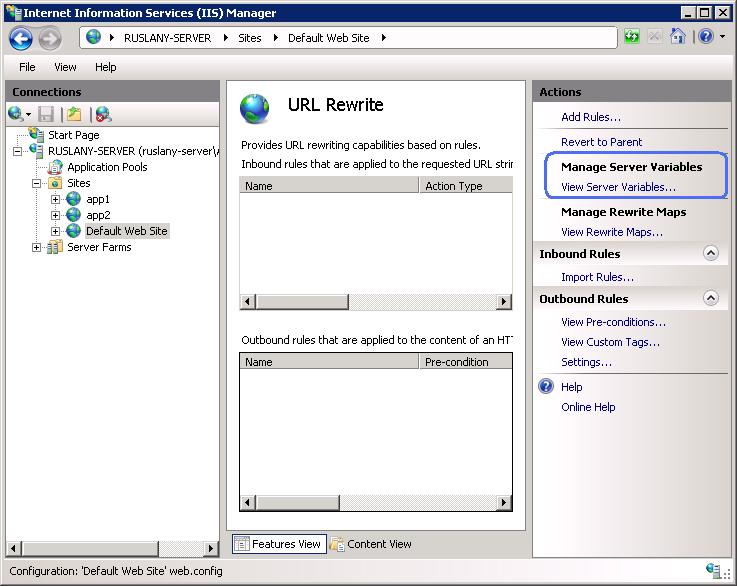 Internet Information Services (IIS) Manager
RUSLANY-SERVER Sites Default Web Site
File View Help
Connections
Start Page
RUSLANY-SERVER (ruslany-server\
Application Pools
Sites
app1
app2
Default Web Site
Server Farms
URL Rewrite
Provides URL rewriting capabilities based on rules.
Inbound rules that are applied to the requested URL strin
Name Action Type
Outbound rules that are applied to the content of an HTT
Name Pre-condition
Features View Content View
Actions
Add Rules...
Revert to Parent
Manage Server Variables
View Server Variables...
Manage Rewrite Maps
View Rewrite Maps...
Inbound Rules
Import Rules...
Outbound Rules
View Pre-conditions...
View Custom Tags...
Settings...
Help
Online Help
Configuration: 'Default Web Site' web.config